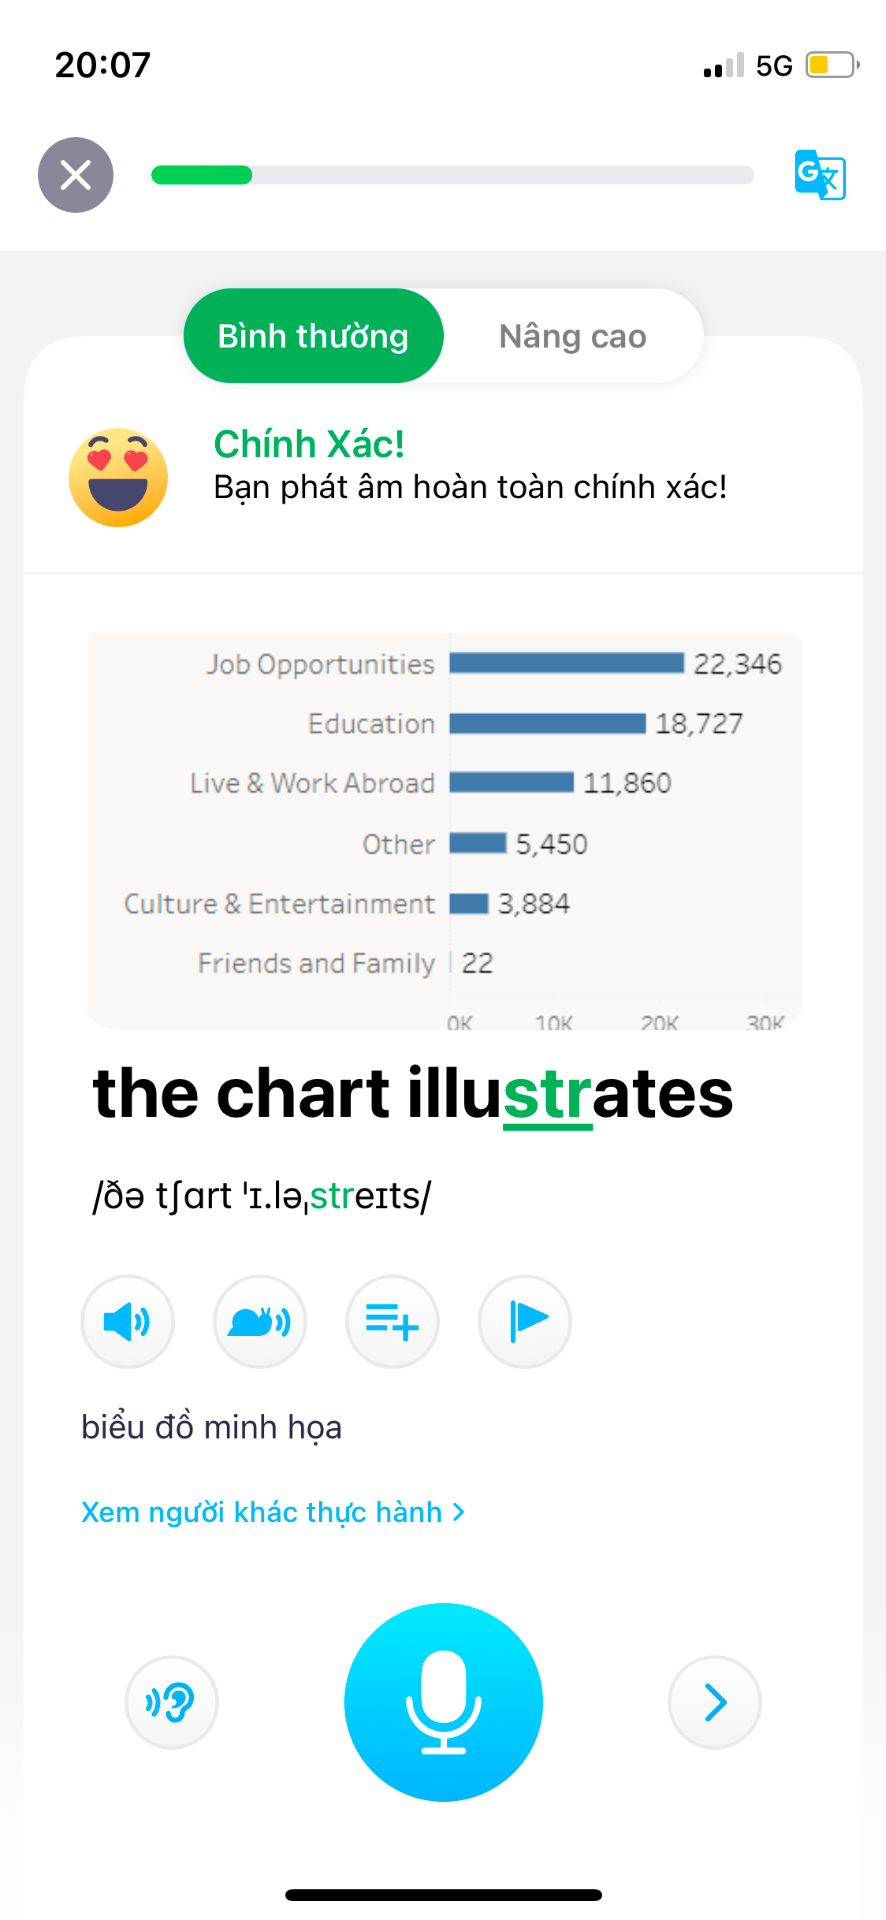 20:07
5G
Bình thường
Nâng cao
Chính Xác!
Bạn phát âm hoàn toàn chính xác!
Job Opportunities 22,346
Education 18,727
Live & Work Abroad 11,860
Other 5,450
Culture & Entertainment 3,884
Friends and Family 22
0K 10K 20K 30K
the chart illustrates
/ðə tʃɑrt ˈɪ.ləˌstreɪts/
biểu đồ minh họa
Xem người khác thực hành >